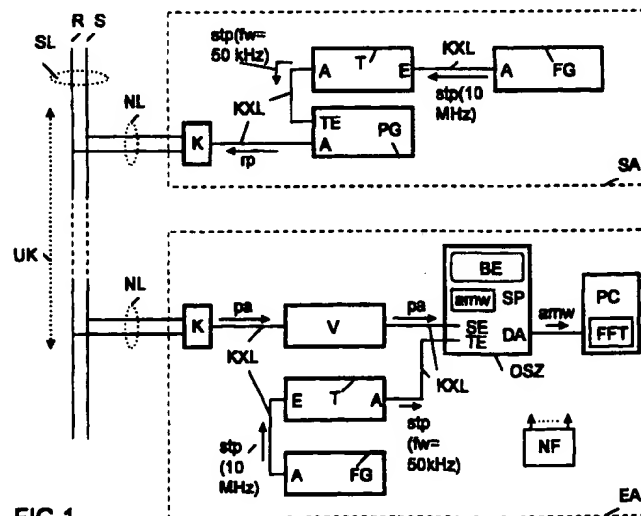 R S
SL
stp(fw=
50 kHz)
A T E
KXL
A FG
stp(10
MHz)
KXL
NL
TE
A PG
K
rp
SA
UK
NL
K
pa
V
pa
BE
amw SP
SE
TE DA
OSZ
amw
PC
FFT
KXL
KXL
E T A
stp
(fw=
50kHz)
stp
(10
MHz)
A FG
NF
EA
FIG 1